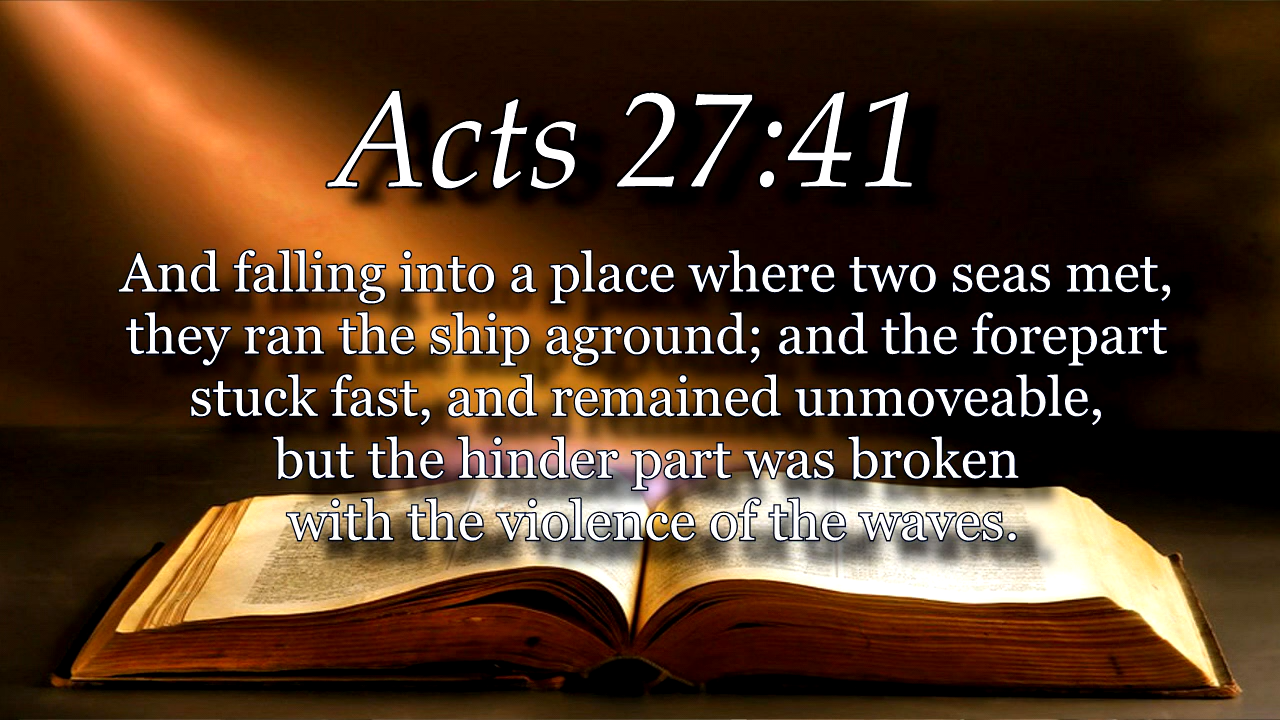 Acts 27:41
And falling into a place where two seas met,
they ran the ship aground; and the forepart
stuck fast, and remained unmoveable,
but the hinder part was broken
with the violence of the waves.